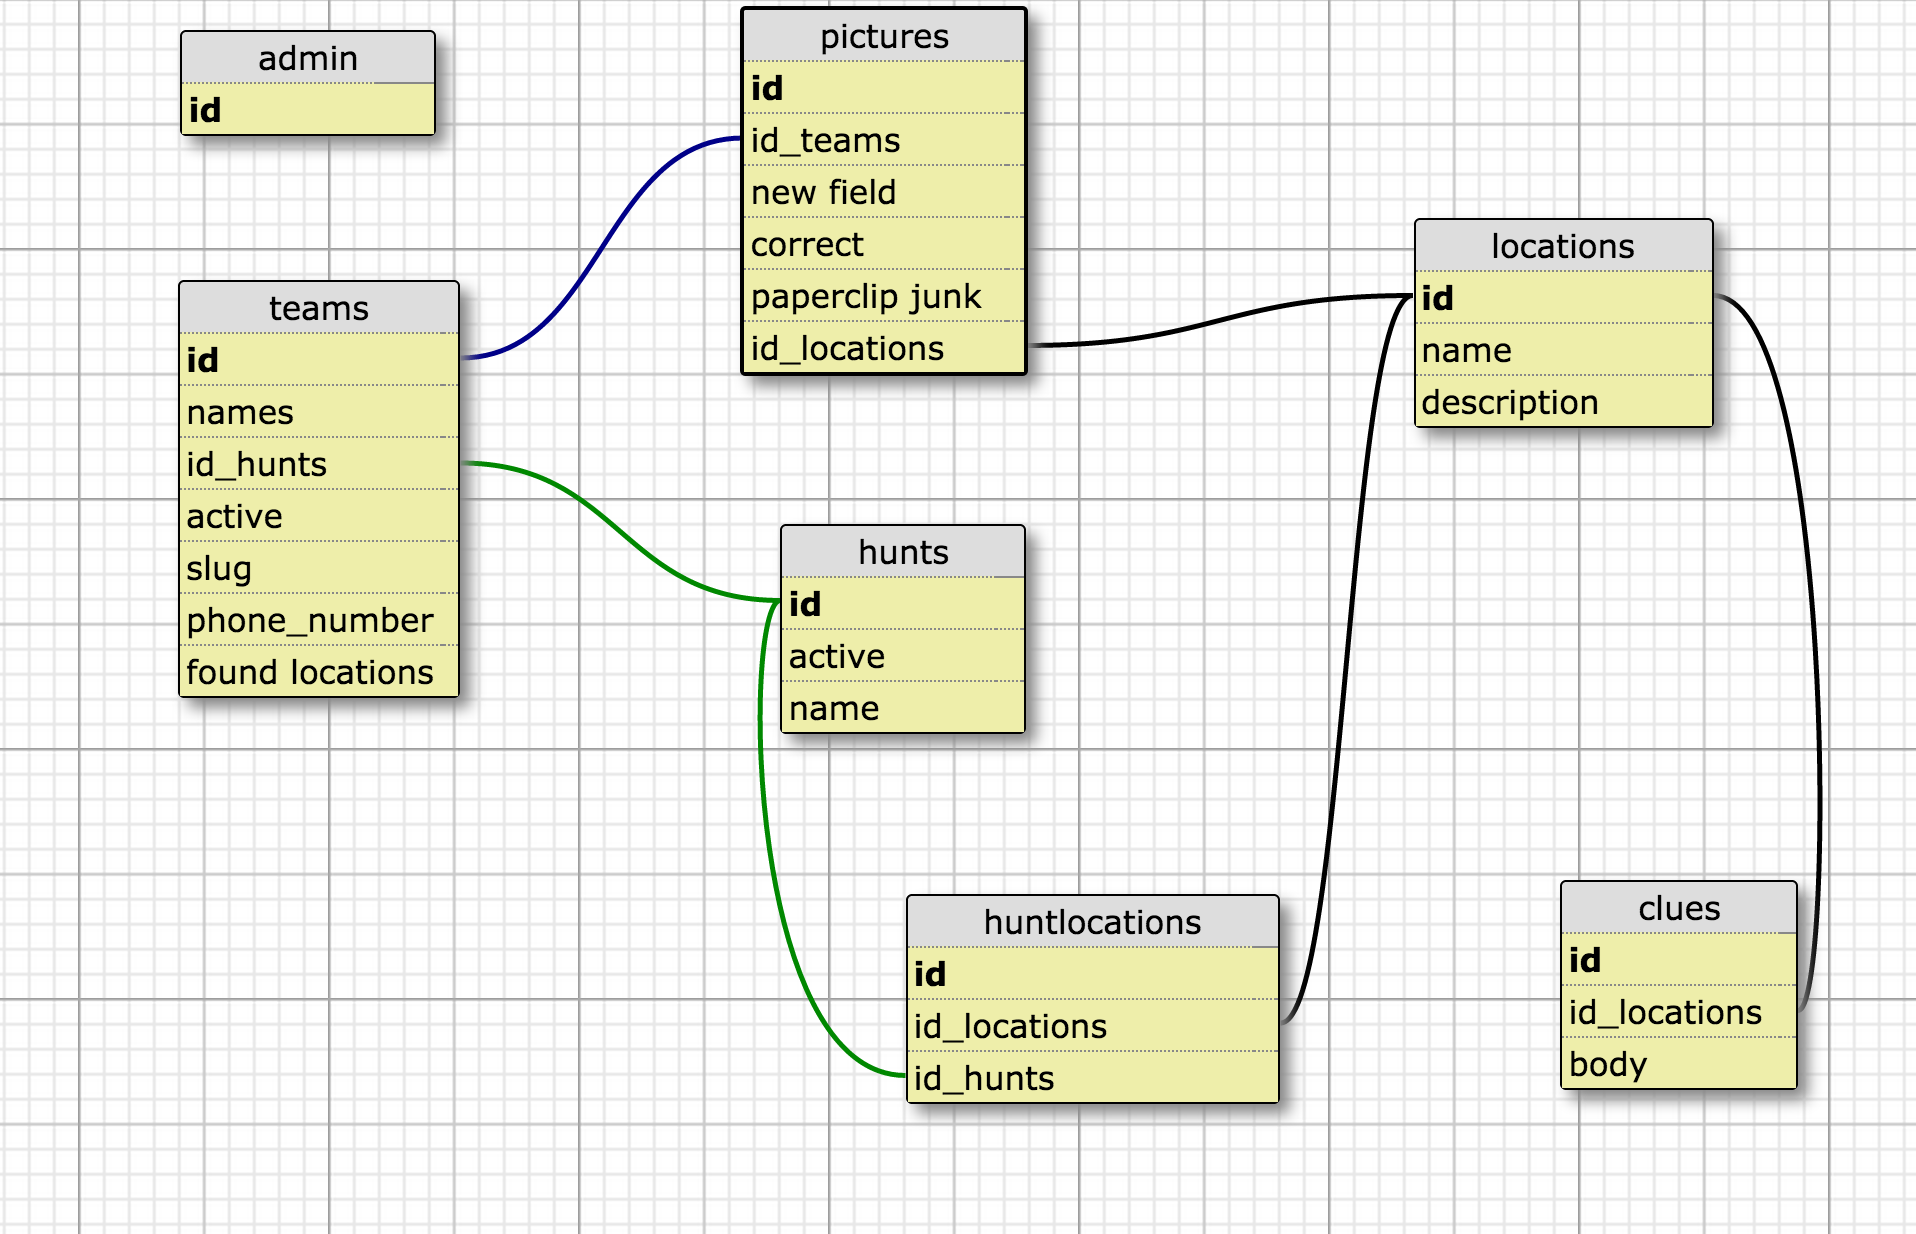 admin
id
pictures
id
id_teams
new field
correct
paperclip junk
id_locations
locations
id
name
description
teams
id
names
id_hunts
active
slug
phone_number
found locations
hunts
id
active
name
huntlocations
id
id_locations
id_hunts
clues
id
id_locations
body